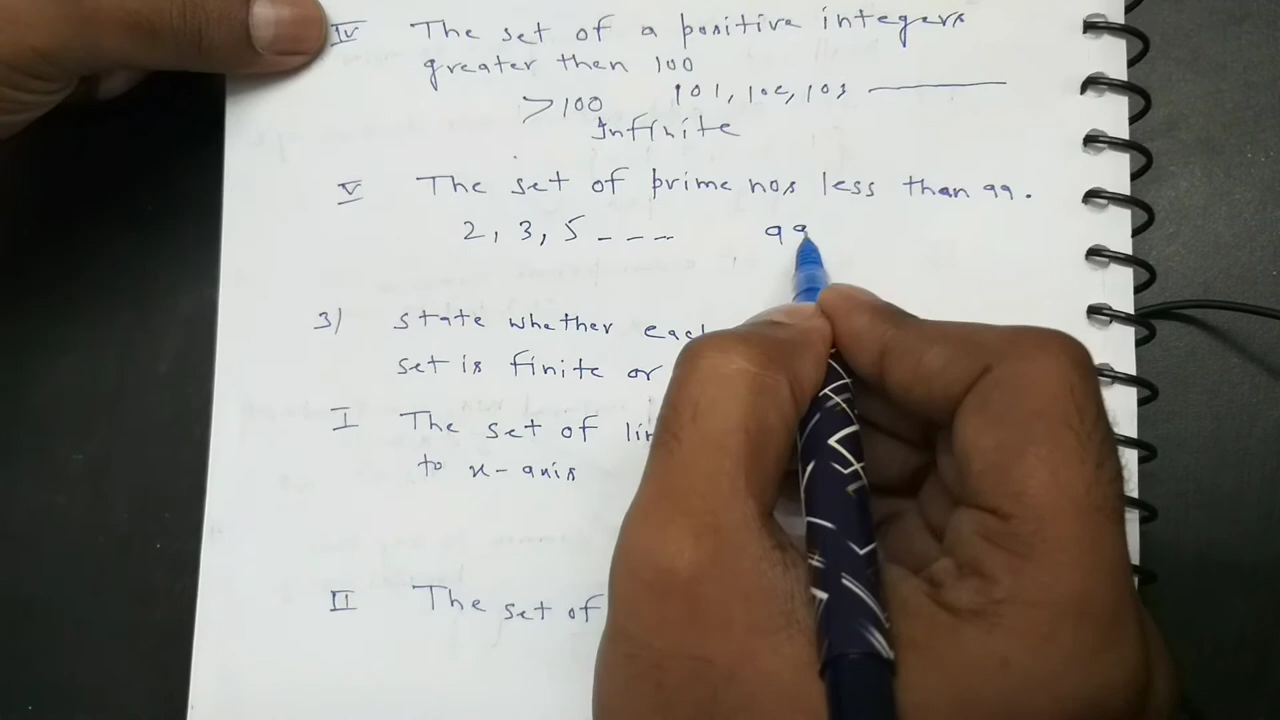 IV The set of a positive integers
greater then 100
>100 101, 102, 103
Infinite
V The set of prime nos less than 99.
2, 3, 5 --- 99
3) state whether each
set is finite or
I The set of
to x-axis
II The set of